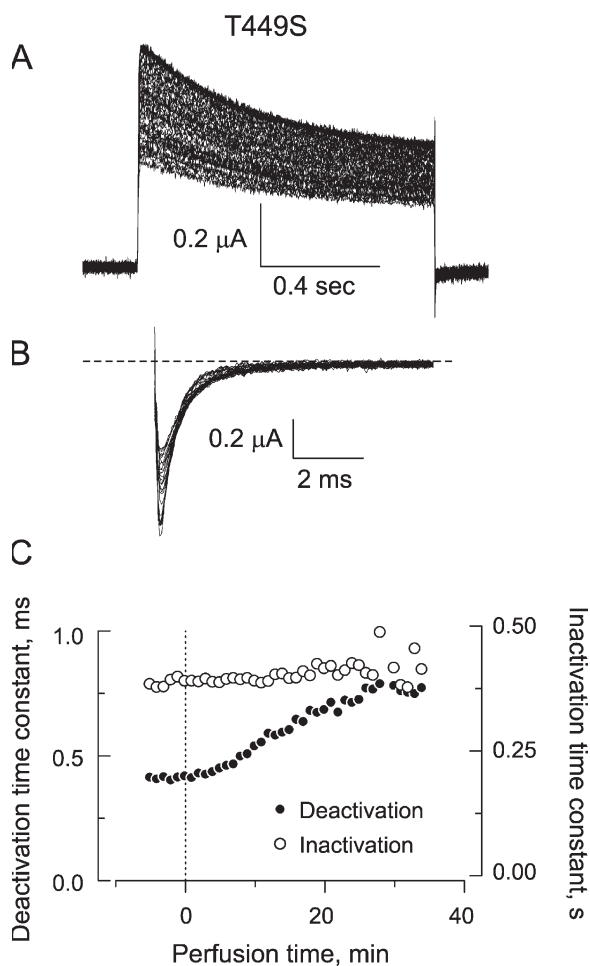 T449S
A
0.2 μA
0.4 sec
B
0.2 μA
2 ms
C
Deactivation time constant, ms
1.0
0.5
0.0
Deactivation
Inactivation
0.50
0.25
0.00
Inactivation time constant, s
0
20
40
Perfusion time, min